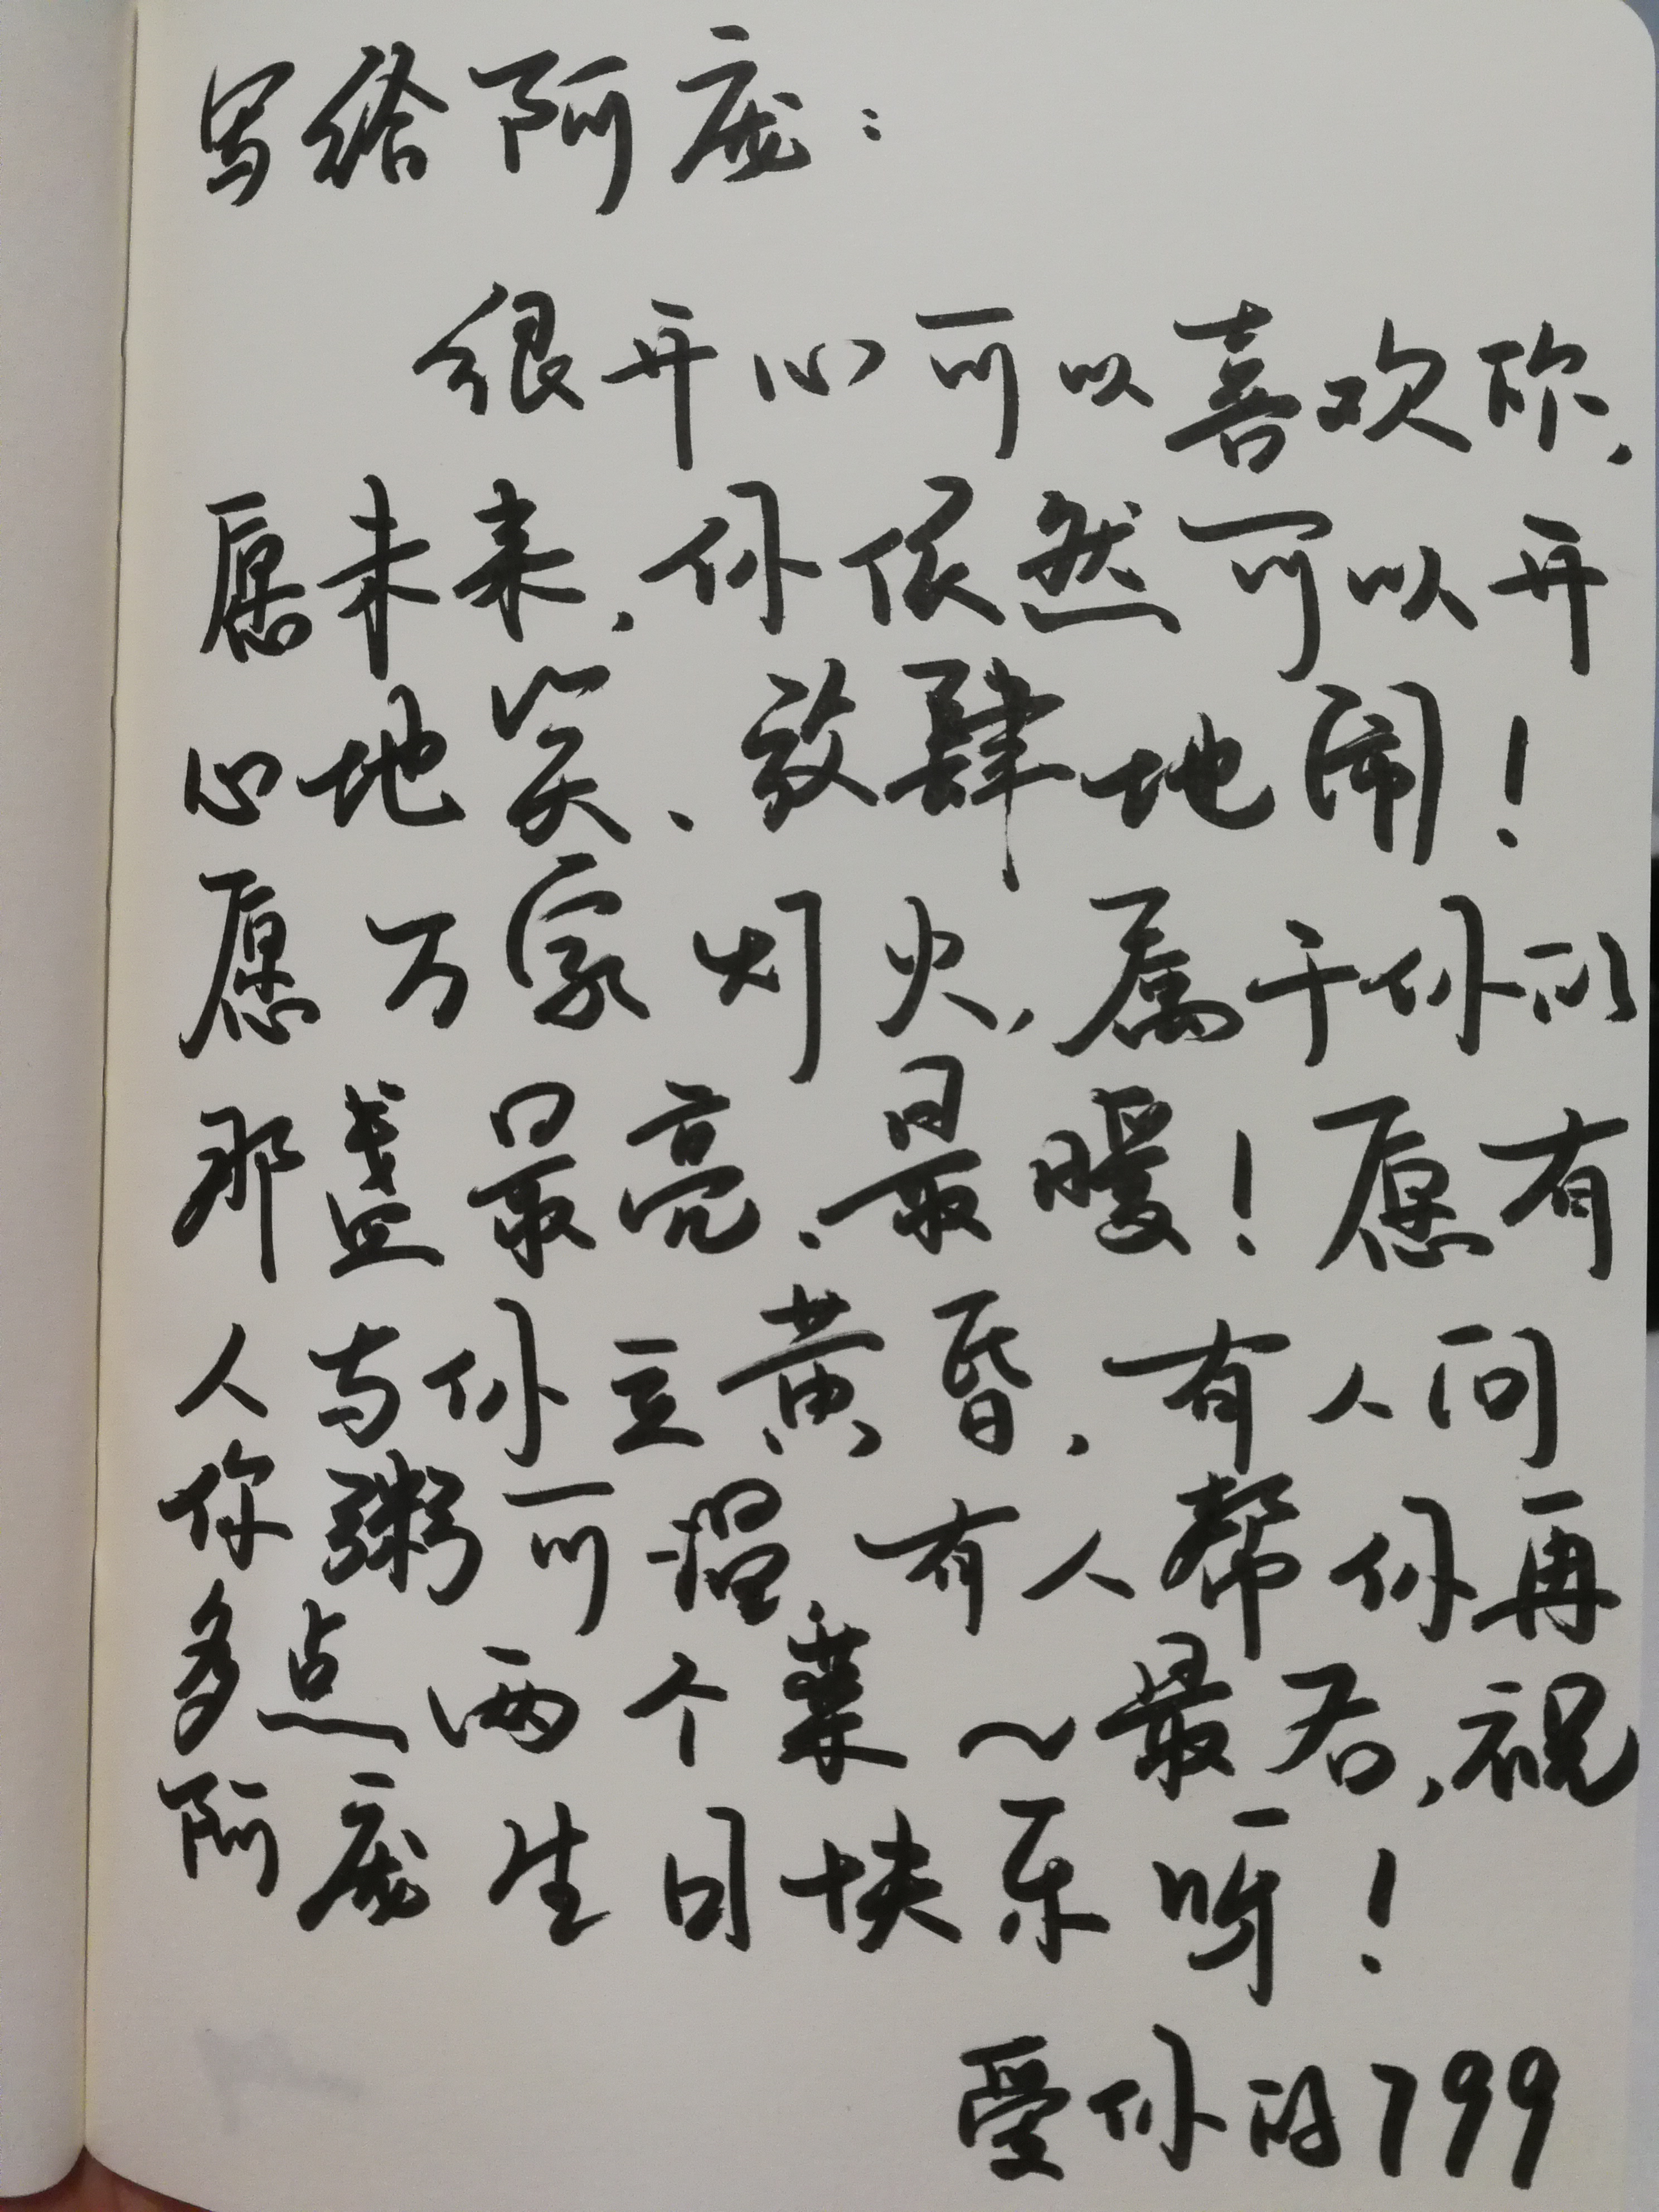 写给阿庞:
很开心可以喜欢你,
愿未来,你依然可以开
心地笑、放肆地闹!
愿万家灯火,属于你的
那盏最亮、最暖!愿有
人与你立黄昏,有人问
你粥可温,有人帮你再
多点两个菜~最后,祝
阿庞生日快乐呀!
爱你的799